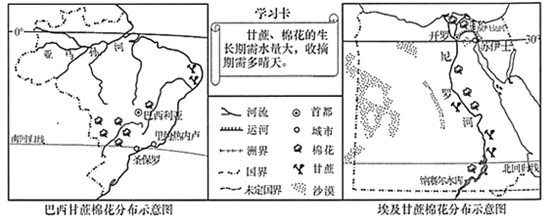 学习卡
甘蔗、棉花的生
长期需水量大，收摘
期需多晴天。
0°
亚马孙河
巴西利亚
里约热内卢
南回归线
圣保罗
巴西甘蔗棉花分布示意图
河流
运河
洲界
国界
未定国界
首都
城市
棉花
甘蔗
沙漠
30°
开罗
苏伊士
尼罗河
北回归线
纳赛尔水库
埃及甘蔗棉花分布示意图